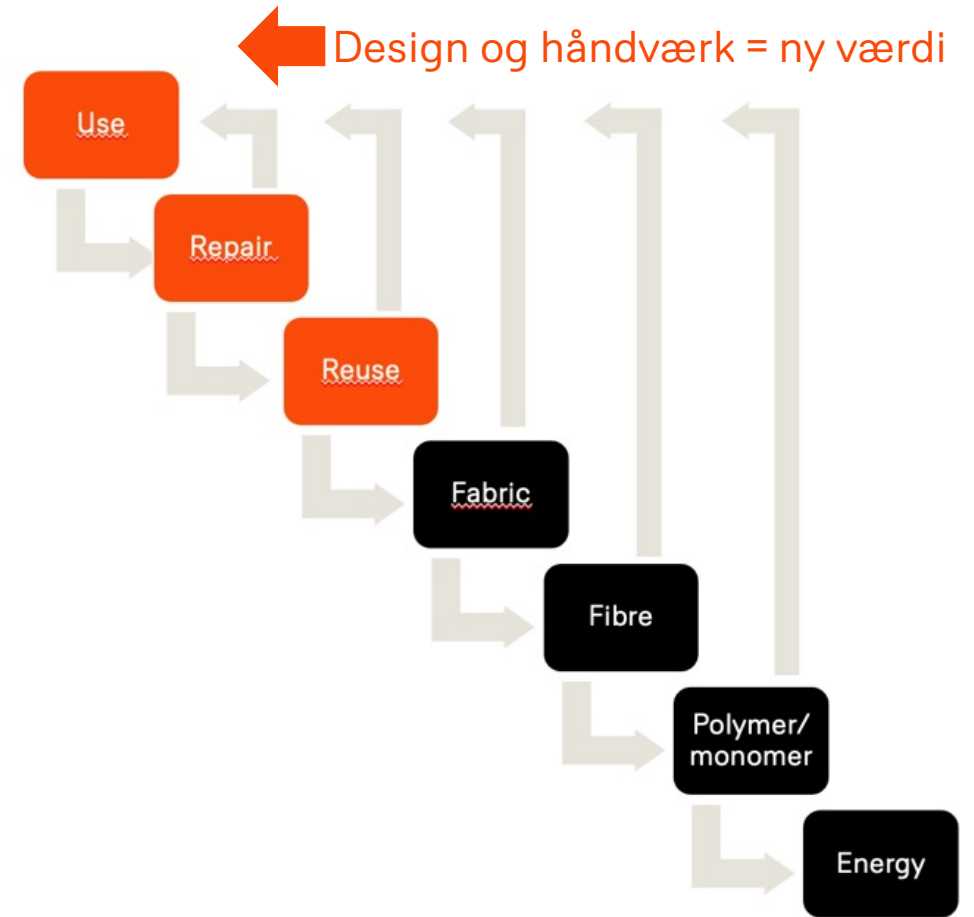 Design og håndværk = ny værdi
Use
Repair
Reuse
Fabric
Fibre
Polymer/
monomer
Energy